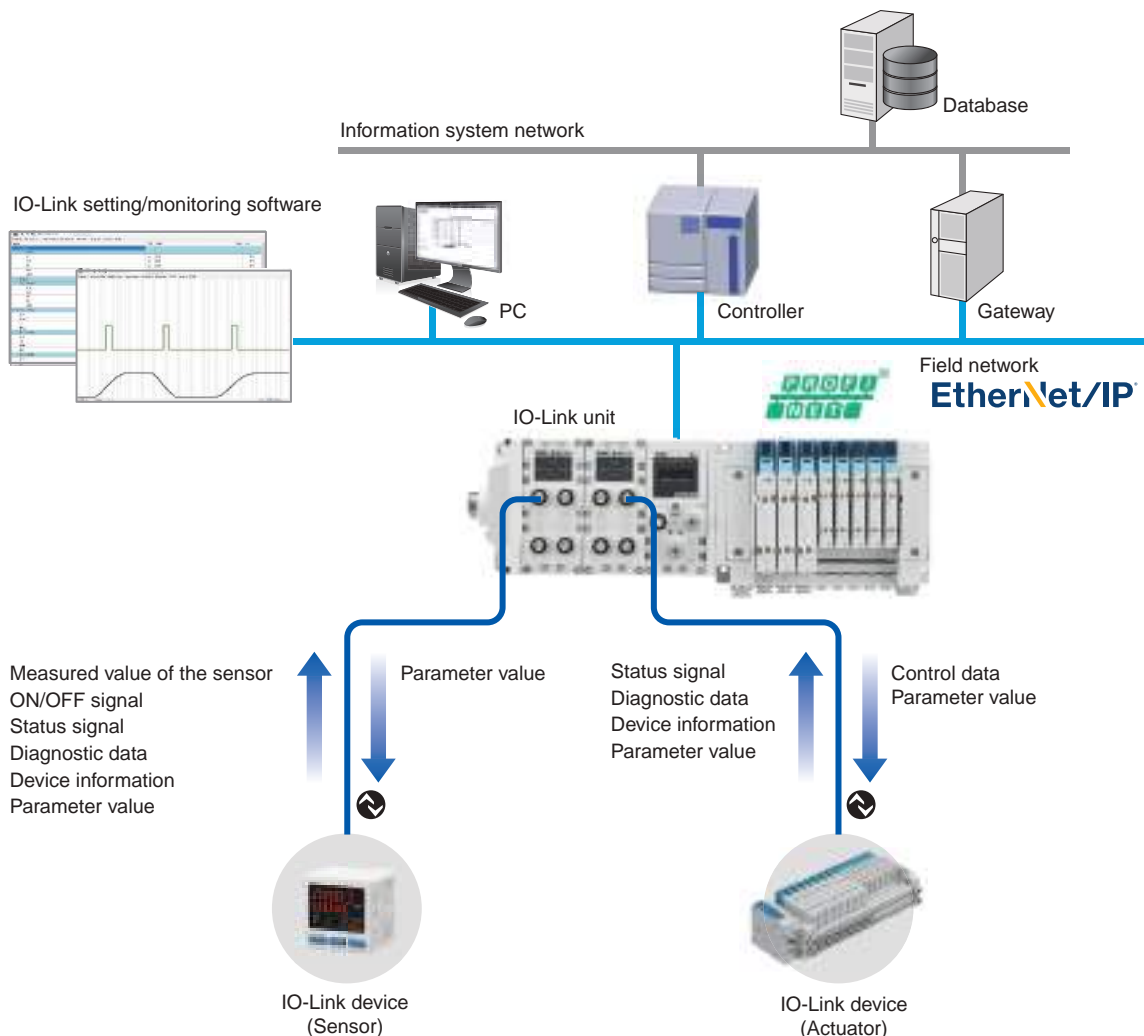 Database
Information system network
IO-Link setting/monitoring software
PC
Controller
Gateway
Field network
PROFI
NET
EtherNet/IP
IO-Link unit
Measured value of the sensor
ON/OFF signal
Status signal
Diagnostic data
Device information
Parameter value
Parameter value
Status signal
Diagnostic data
Device information
Parameter value
Control data
Parameter value
IO-Link device
(Sensor)
IO-Link device
(Actuator)